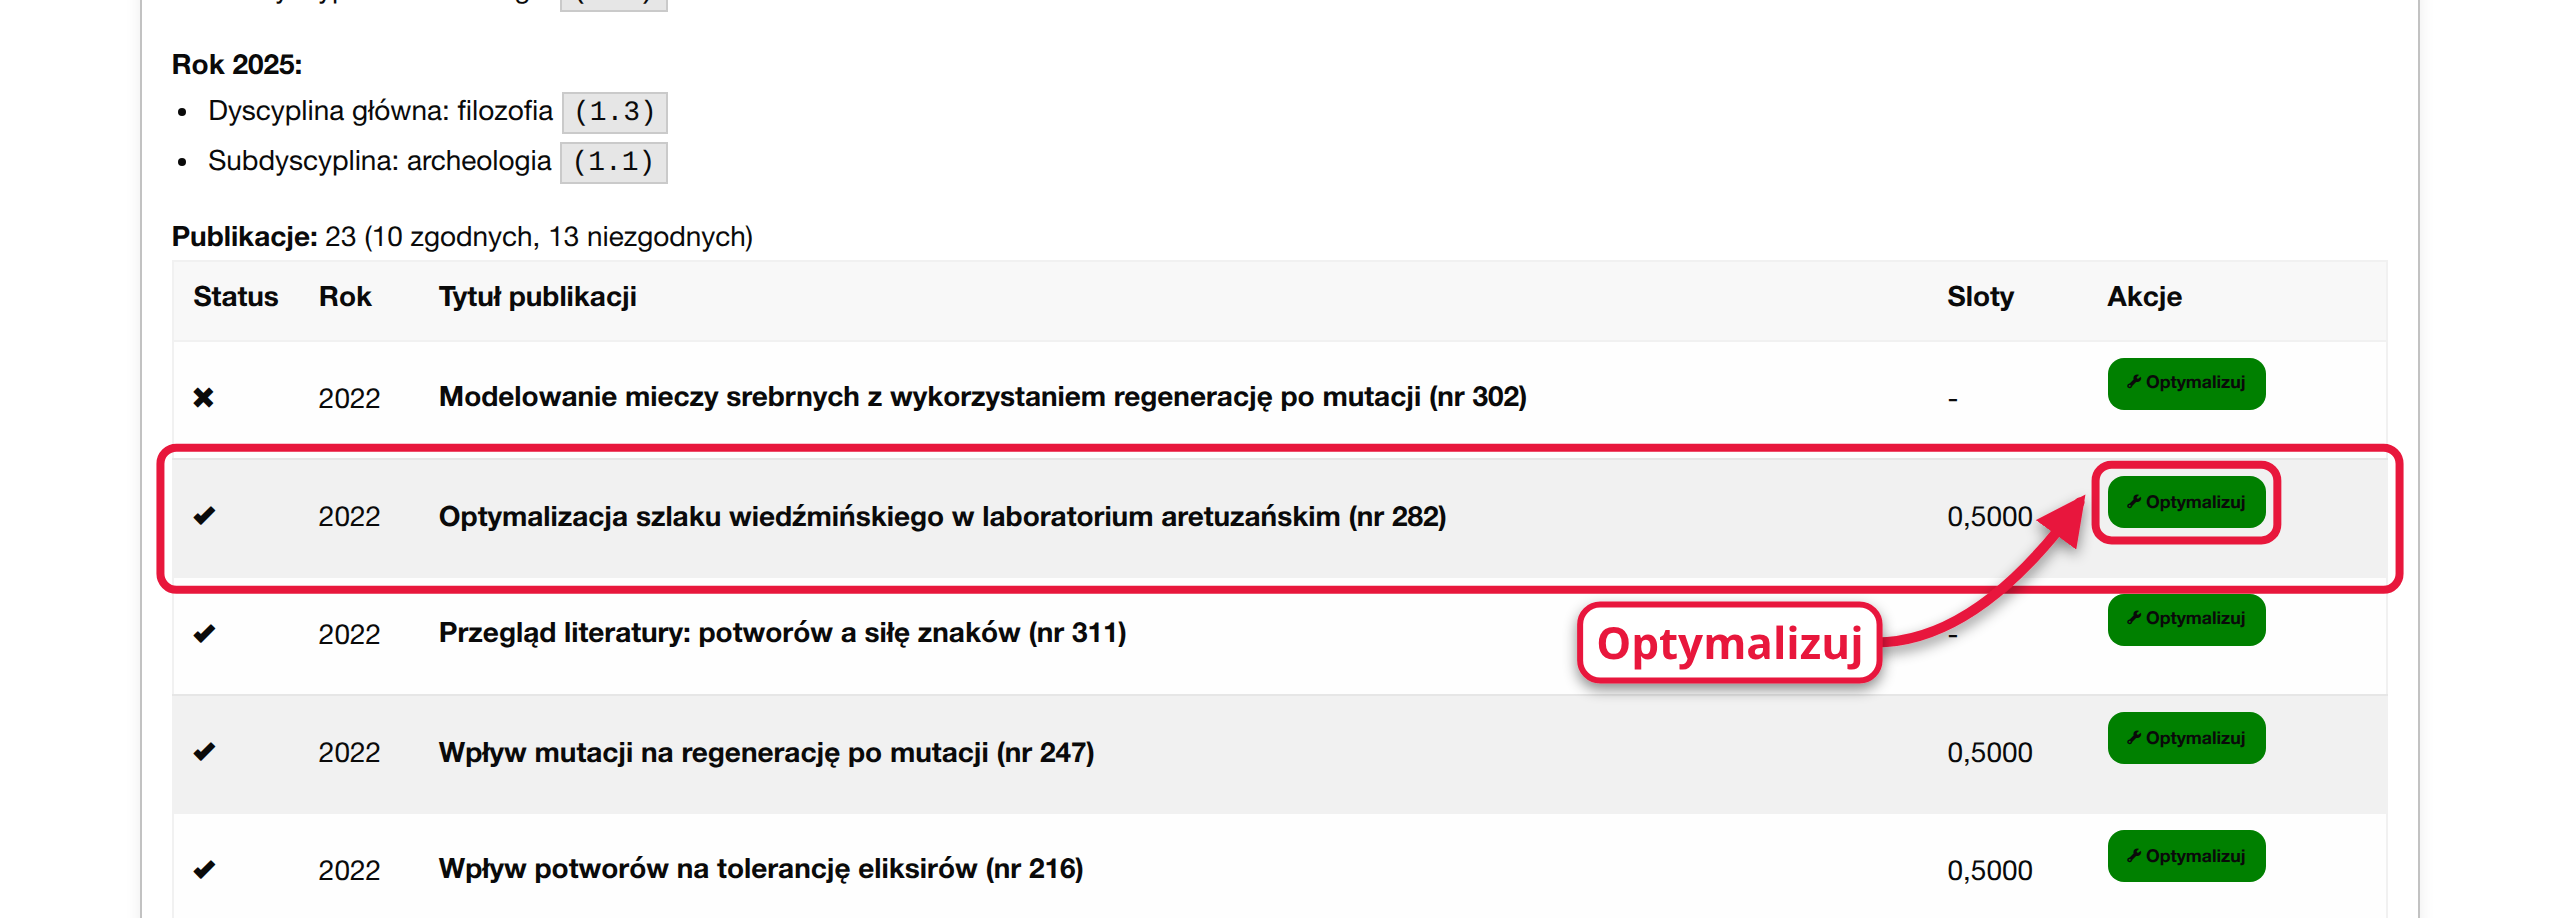 Rok 2025:
• Dyscyplina główna: filozofia (1.3)
• Subdyscyplina: archeologia (1.1)
Publikacje: 23 (10 zgodnych, 13 niezgodnych)
Status Rok Tytuł publikacji Sloty Akcje
✖ 2022 Modelowanie mieczy srebrnych z wykorzystaniem regenerację po mutacji (nr 302) - Optymalizuj
✔ 2022 Optymalizacja szlaku wiedźmińskiego w laboratorium aretuzańskim (nr 282) 0,5000 Optymalizuj
✔ 2022 Przegląd literatury: potworów a siłę znaków (nr 311) - Optymalizuj
Optymalizuj
✔ 2022 Wpływ mutacji na regenerację po mutacji (nr 247) 0,5000 Optymalizuj
✔ 2022 Wpływ potworów na tolerancję eliksirów (nr 216) 0,5000 Optymalizuj